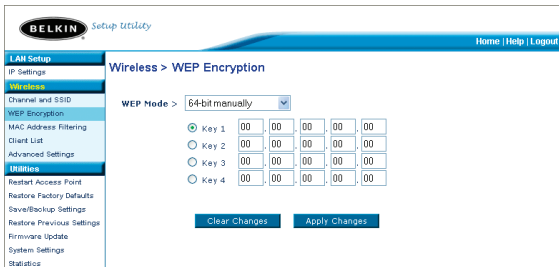 BELKIN Setup Utility
Home | Help | Logout
LAN Setup
IP Settings
Wireless
Channel and SSID
WEP Encryption
MAC Address Filtering
Client List
Advanced Settings
Utilities
Restart Access Point
Restore Factory Defaults
Save/Backup Settings
Restore Previous Settings
Firmware Update
System Settings
Statistics
Wireless > WEP Encryption
WEP Mode > 64-bit manually
Key 1 00 . 00 . 00 . 00 . 00
Key 2 00 . 00 . 00 . 00 . 00
Key 3 00 . 00 . 00 . 00 . 00
Key 4 00 . 00 . 00 . 00 . 00
Clear Changes Apply Changes